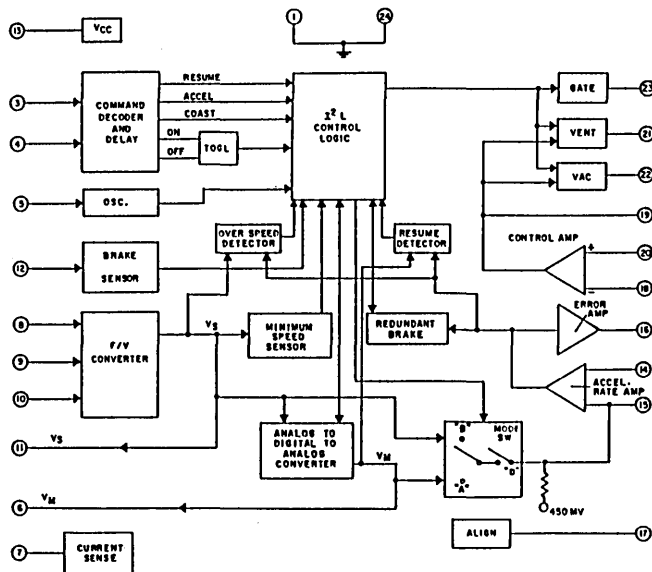 1
24
13
VCC
3
4
COMMAND
DECODER
AND
DELAY
RESUME
ACCEL
COAST
ON
OFF
TOGL
I²L
CONTROL
LOGIC
GATE
23
VENT
21
VAC
22
5
OSC.
19
OVER SPEED
DETECTOR
RESUME
DETECTOR
CONTROL AMP
+
20
-
18
12
BRAKE
SENSOR
8
9
10
F/V
CONVERTER
VS
MINIMUM
SPEED
SENSOR
REDUNDANT
BRAKE
ERROR
AMP
16
14
ACCEL.
RATE AMP
15
11
VS
ANALOG TO
DIGITAL TO
ANALOG
CONVERTER
VM
"B"
MODE
SW
"D"
"A"
450 MV
6
VM
ALIGN
17
7
CURRENT
SENSE